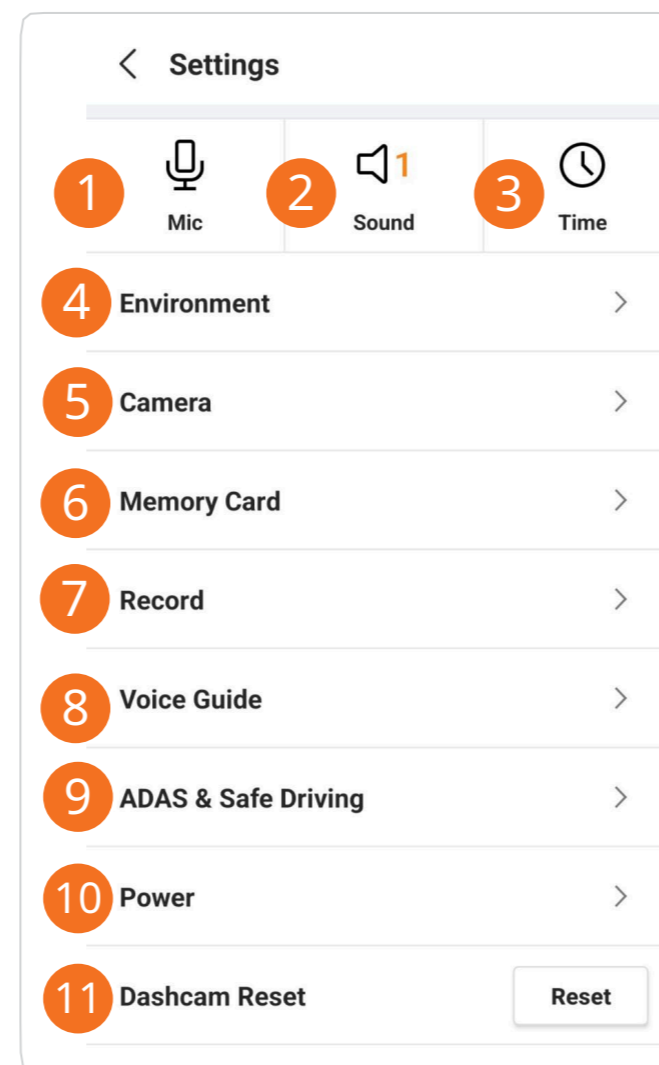 Settings
1 Mic
2 1 Sound
3 Time
4 Environment
5 Camera
6 Memory Card
7 Record
8 Voice Guide
9 ADAS & Safe Driving
10 Power
11 Dashcam Reset Reset